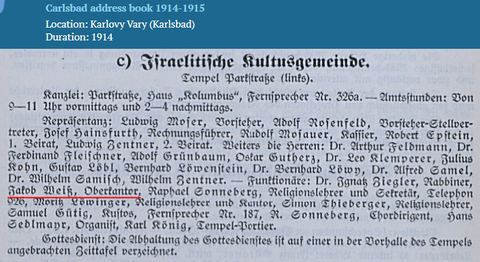 Carlsbad address book 1914-1915
Location: Karlovy Vary (Karlsbad)
Duration: 1914
c) Israelitische Kultusgemeinde.
Tempel Parkstraße (links).
Kanzlei: Parkstraße, Haus „Kolumbus“, Fernsprecher Nr. 326a. — Amtsstunden: Von
9—11 Uhr vormittags und 2—4 nachmittags.
Repräsentanz: Ludwig Moser, Vorsteher, Adolf Rosenfeld, Vorsteher-Stellver-
treter, Josef Hainsfurth, Rechnungsführer, Rudolf Mosauer, Kassier, Robert Epstein,
1. Beirat, Ludwig Zentner, 2. Beirat. Weiters die Herren: Dr. Arthur Feldmann, Dr.
Ferdinand Fleischner, Adolf Grünbaum, Oskar Gutherz, Dr. Leo Klemperer, Julius
Kohn, Gustav Löbl, Dr. Bernhard Löwenstein, Dr. Bernhard Löwy, Dr. Alfred Samel,
Dr. Wilhelm Sanisch, Wilhelm Zentner. — Funktionäre: Dr. Ignaz Ziegler, Rabbiner,
Jakob Weiß, Oberkantor, Raphael Sonneberg, Religionslehrer und Sekretär, Telephon
526, Moritz Löwinger, Religionslehrer und Kantor, Simon Thieberger, Religionslehrer,
Samuel Gütig, Kustos, Fernsprecher Nr. 187, R. Sonneberg, Chordirigent, Hans
Sedlmayr, Organist, Karl König, Tempel-Portier.
Gottesdienst: Die Abhaltung des Gottesdienstes ist auf einer in der Vorhalle des Tempels
angebrachten Zeittafel verzeichnet.